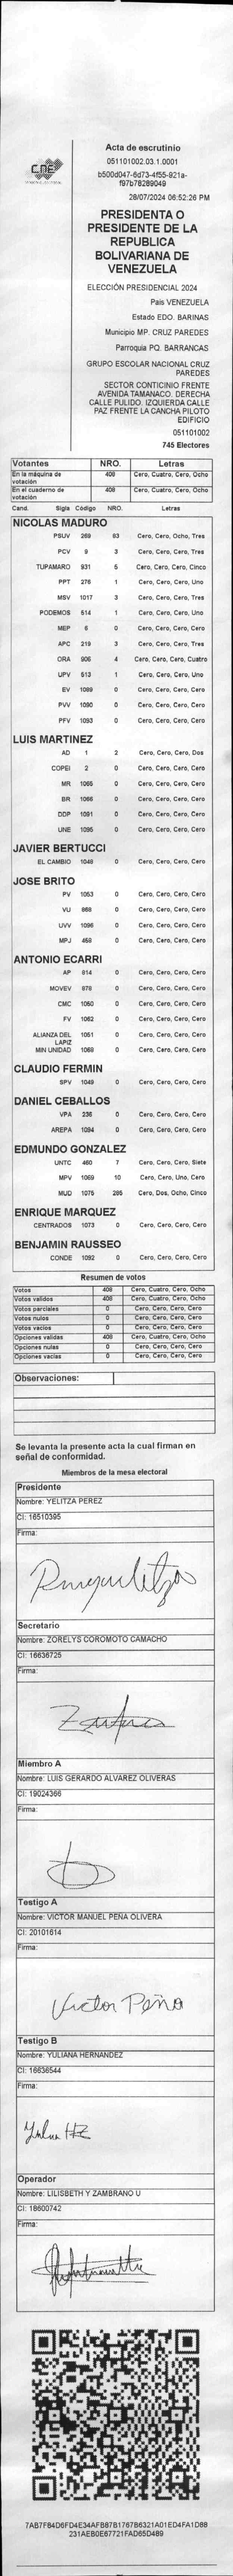 CNE
Acta de escrutinio
051101002.03.1.0001
b500d047-6d73-4f55-921a-
f97b78289049
28/07/2024 06:52:26 PM
PRESIDENTA O
PRESIDENTE DE LA
REPUBLICA
BOLIVARIANA DE
VENEZUELA
ELECCIÓN PRESIDENCIAL 2024
País VENEZUELA
Estado EDO. BARINAS
Municipio MP. CRUZ PAREDES
Parroquia PQ. BARRANCAS
GRUPO ESCOLAR NACIONAL CRUZ
PAREDES
SECTOR CONTICINIO FRENTE
AVENIDA TAMANACO. DERECHA
CALLE PULIDO. IZQUIERDA CALLE
PAZ FRENTE LA CANCHA PILOTO
EDIFICIO
051101002
745 Electores
Votantes NRO. Letras
En la máquina de votación 408 Cero, Cuatro, Cero, Ocho
En el cuaderno de votación 408 Cero, Cuatro, Cero, Ocho
Cand. Sigla Código NRO. Letras
NICOLAS MADURO
PSUV 269 83 Cero, Cero, Ocho, Tres
PCV 9 3 Cero, Cero, Cero, Tres
TUPAMARO 931 5 Cero, Cero, Cero, Cinco
PPT 276 1 Cero, Cero, Cero, Uno
MSV 1017 3 Cero, Cero, Cero, Tres
PODEMOS 514 1 Cero, Cero, Cero, Uno
MEP 6 0 Cero, Cero, Cero, Cero
APC 219 3 Cero, Cero, Cero, Tres
ORA 906 4 Cero, Cero, Cero, Cuatro
UPV 513 1 Cero, Cero, Cero, Uno
EV 1099 0 Cero, Cero, Cero, Cero
PVV 1090 0 Cero, Cero, Cero, Cero
PFV 1093 0 Cero, Cero, Cero, Cero
LUIS MARTINEZ
AD 1 2 Cero, Cero, Cero, Dos
COPEI 2 0 Cero, Cero, Cero, Cero
MR 1065 0 Cero, Cero, Cero, Cero
BR 1066 0 Cero, Cero, Cero, Cero
DDP 1091 0 Cero, Cero, Cero, Cero
UNE 1095 0 Cero, Cero, Cero, Cero
JAVIER BERTUCCI
EL CAMBIO 1048 0 Cero, Cero, Cero, Cero
JOSE BRITO
PV 1053 0 Cero, Cero, Cero, Cero
VU 868 0 Cero, Cero, Cero, Cero
UVV 1096 0 Cero, Cero, Cero, Cero
MPJ 458 0 Cero, Cero, Cero, Cero
ANTONIO ECARRI
AP 814 0 Cero, Cero, Cero, Cero
MOVEV 978 0 Cero, Cero, Cero, Cero
CMC 1050 0 Cero, Cero, Cero, Cero
FV 1062 0 Cero, Cero, Cero, Cero
ALIANZA DEL LAPIZ 1051 0 Cero, Cero, Cero, Cero
MIN UNIDAD 1068 0 Cero, Cero, Cero, Cero
CLAUDIO FERMIN
SPV 1049 0 Cero, Cero, Cero, Cero
DANIEL CEBALLOS
VPA 236 0 Cero, Cero, Cero, Cero
AREPA 1094 0 Cero, Cero, Cero, Cero
EDMUNDO GONZALEZ
UNTC 460 7 Cero, Cero, Cero, Siete
MPV 1069 10 Cero, Cero, Uno, Cero
MUD 1075 285 Cero, Dos, Ocho, Cinco
ENRIQUE MARQUEZ
CENTRADOS 1073 0 Cero, Cero, Cero, Cero
BENJAMIN RAUSSEO
CONDE 1092 0 Cero, Cero, Cero, Cero
Resumen de votos
Votos 408 Cero, Cuatro, Cero, Ocho
Votos validos 408 Cero, Cuatro, Cero, Ocho
Votos parciales 0 Cero, Cero, Cero, Cero
Votos nulos 0 Cero, Cero, Cero, Cero
Votos vacios 0 Cero, Cero, Cero, Cero
Opciones validas 408 Cero, Cuatro, Cero, Ocho
Opciones nulas 0 Cero, Cero, Cero, Cero
Opciones vacias 0 Cero, Cero, Cero, Cero
Observaciones:
Se levanta la presente acta la cual firman en
señal de conformidad.
Miembros de la mesa electoral
Presidente
Nombre: YELITZA PEREZ
CI: 16510395
Firma:
Secretario
Nombre: ZORELYS COROMOTO CAMACHO
CI: 16636725
Firma:
Miembro A
Nombre: LUIS GERARDO ALVAREZ OLIVERAS
CI: 19024366
Firma:
Testigo A
Nombre: VICTOR MANUEL PEÑA OLIVERA
CI: 20101614
Firma:
Victor Peña
Testigo B
Nombre: YULIANA HERNANDEZ
CI: 16636544
Firma:
Operador
Nombre: LILISBETH Y ZAMBRANO U
CI: 18600742
Firma:
7AB7FB4D6FD4E34AFB87B1767B6321A01ED4FA1D88
231AEB0E67721FAD65D489